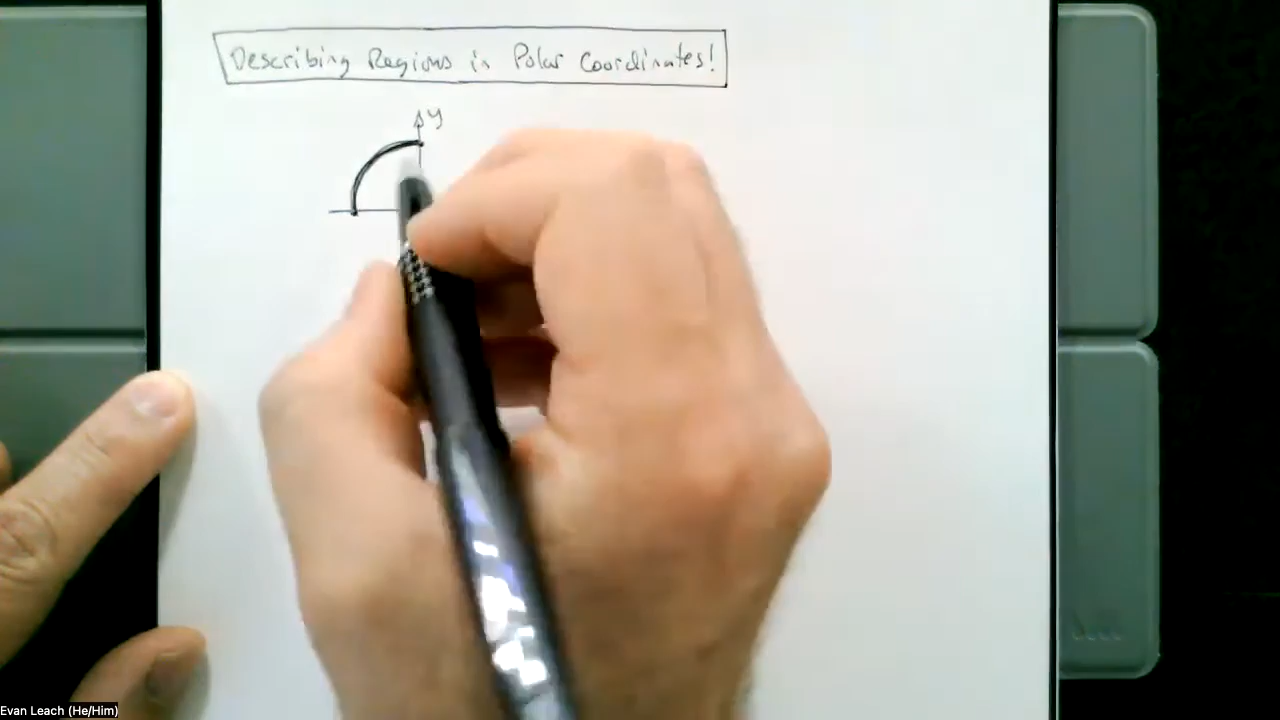 Describing Regions in Polar Coordinates!
y
Evan Leach (He/Him)